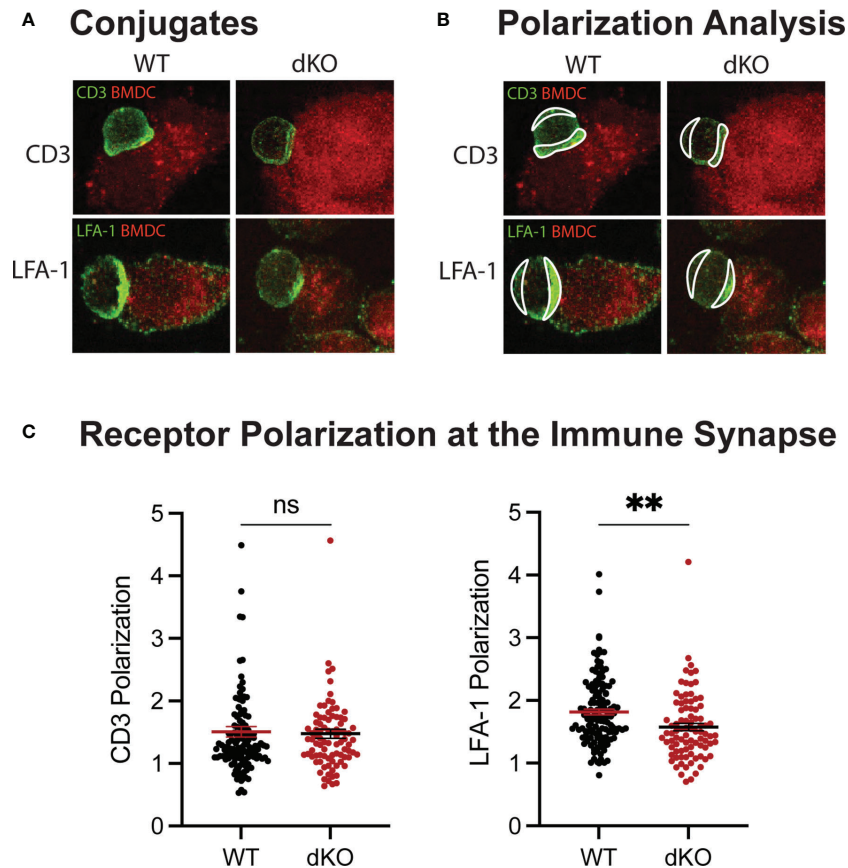 A Conjugates
WT dKO
CD3 BMDC
CD3
LFA-1 BMDC
LFA-1
B Polarization Analysis
WT dKO
CD3 BMDC
CD3
LFA-1 BMDC
LFA-1
C Receptor Polarization at the Immune Synapse
ns
5
4
3
2
1
0
CD3 Polarization
WT dKO
**
5
4
3
2
1
0
LFA-1 Polarization
WT dKO